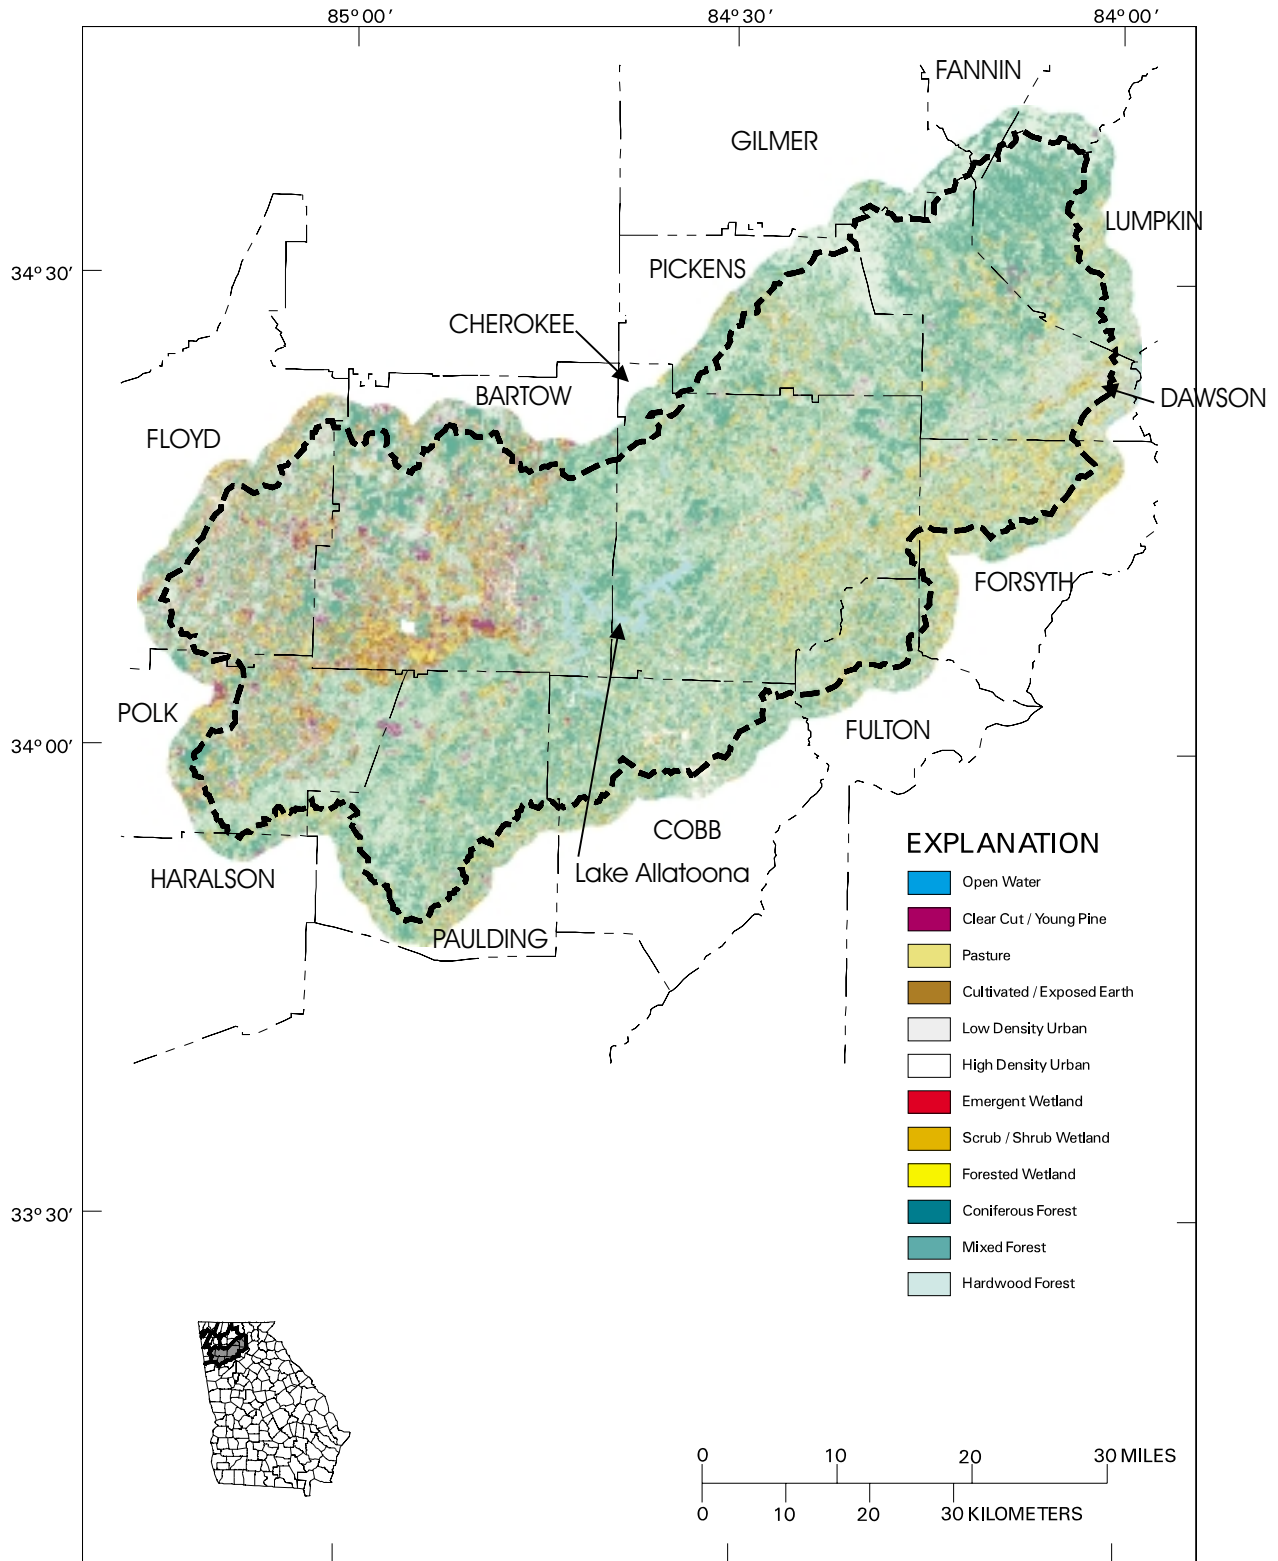 85° 00'
84° 30'
84° 00'
FANNIN
GILMER
LUMPKIN
34° 30'
PICKENS
CHEROKEE
BARTOW
DAWSON
FLOYD
FORSYTH
POLK
FULTON
34° 00'
COBB
EXPLANATION
Lake Allatoona
HARALSON
PAULDING
Open Water
Clear Cut / Young Pine
Pasture
Cultivated / Exposed Earth
Low Density Urban
High Density Urban
Emergent Wetland
Scrub / Shrub Wetland
Forested Wetland
Coniferous Forest
Mixed Forest
Hardwood Forest
33° 30'
0 10 20 30 MILES
0 10 20 30 KILOMETERS